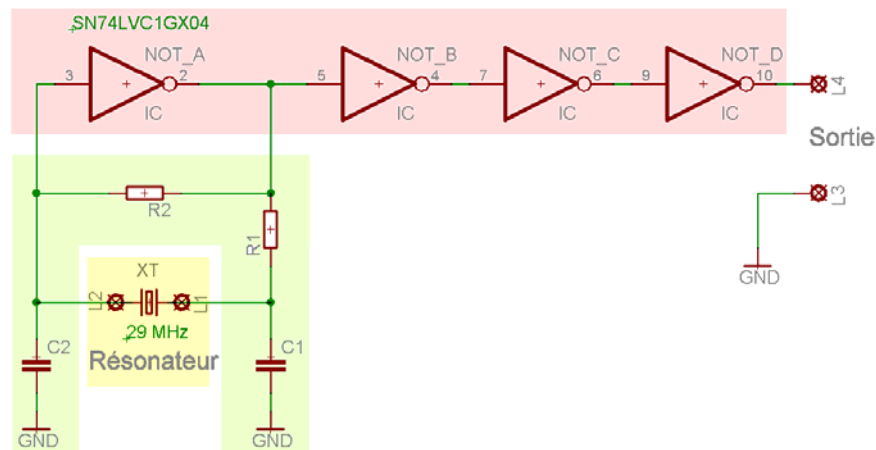 SN74LVC1GX04
NOT_A
NOT_B
NOT_C
NOT_D
3
2
5
4
7
6
9
10
IC
IC
IC
IC
L4
Sortie
L3
GND
R2
R1
XT
L2
L1
29 MHz
Résonateur
C2
C1
GND
GND